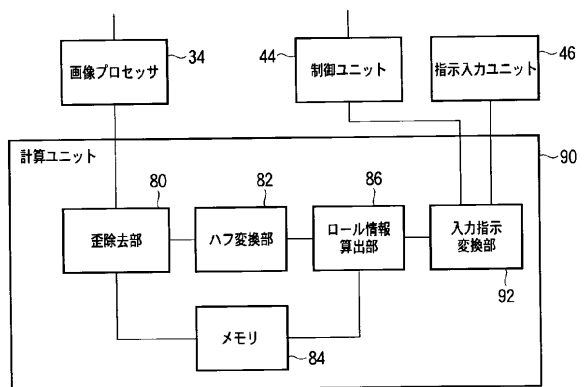 画像プロセッサ
34
44
制御ユニット
46
指示入力ユニット
計算ユニット
90
80
82
86
歪除去部
ハフ変換部
ロール情報
算出部
入力指示
変換部
92
メモリ
84